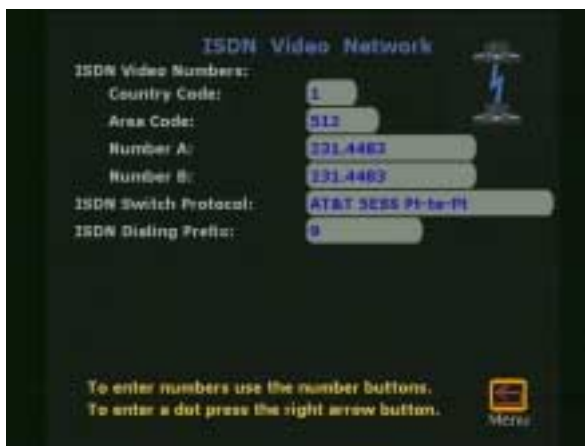 ISDN Video Network
ISDN Video Numbers:
Country Code: 1
Area Code: 512
Number A: 231.4483
Number B: 231.4483
ISDN Switch Protocol: AT&T 5ESS Pt-to-Pt
ISDN Dialing Prefix: 9
To enter numbers use the number buttons.
To enter a dot press the right arrow button.
Menu